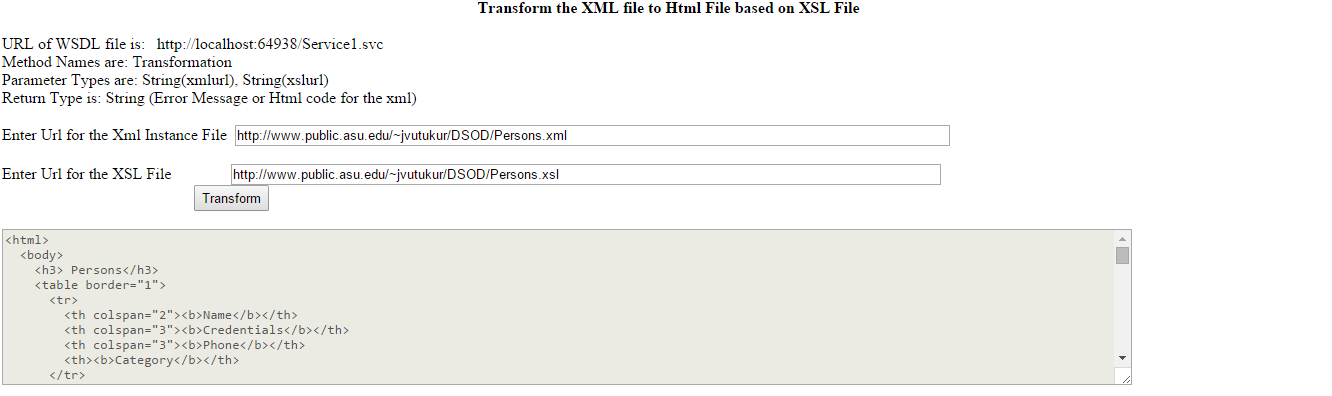 Transform the XML file to Html File based on XSL File
URL of WSDL file is: http://localhost:64938/Service1.svc
Method Names are: Transformation
Parameter Types are: String(xmlurl), String(xslurl)
Return Type is: String (Error Message or Html code for the xml)
Enter Url for the Xml Instance File http://www.public.asu.edu/~jvutukur/DSOD/Persons.xml
Enter Url for the XSL File http://www.public.asu.edu/~jvutukur/DSOD/Persons.xsl
Transform
<html>
<body>
<h3> Persons</h3>
<table border="1">
<tr>
<th colspan="2"><b>Name</b></th>
<th colspan="3"><b>Credentials</b></th>
<th colspan="3"><b>Phone</b></th>
<th><b>Category</b></th>
</tr>